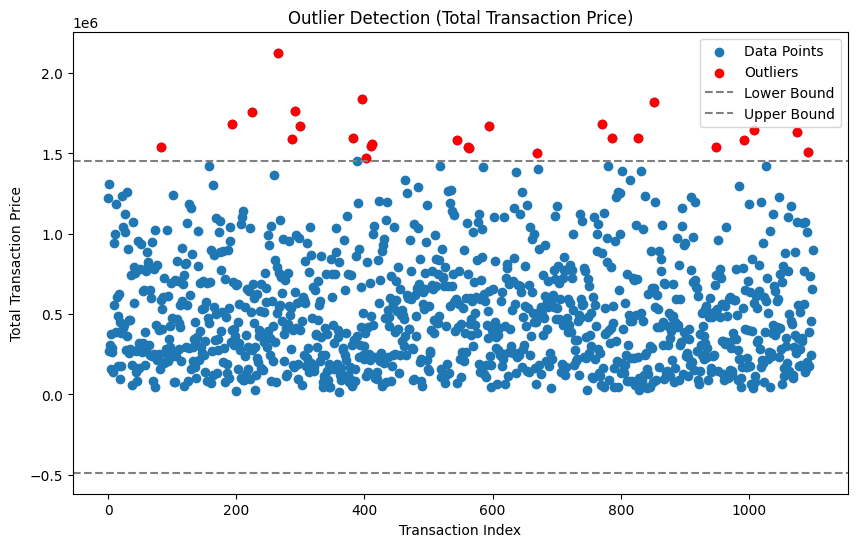 Outlier Detection (Total Transaction Price)
1e6
Data Points
Outliers
Lower Bound
Upper Bound
2.0
1.5
1.0
0.5
0.0
−0.5
Total Transaction Price
0 200 400 600 800 1000
Transaction Index